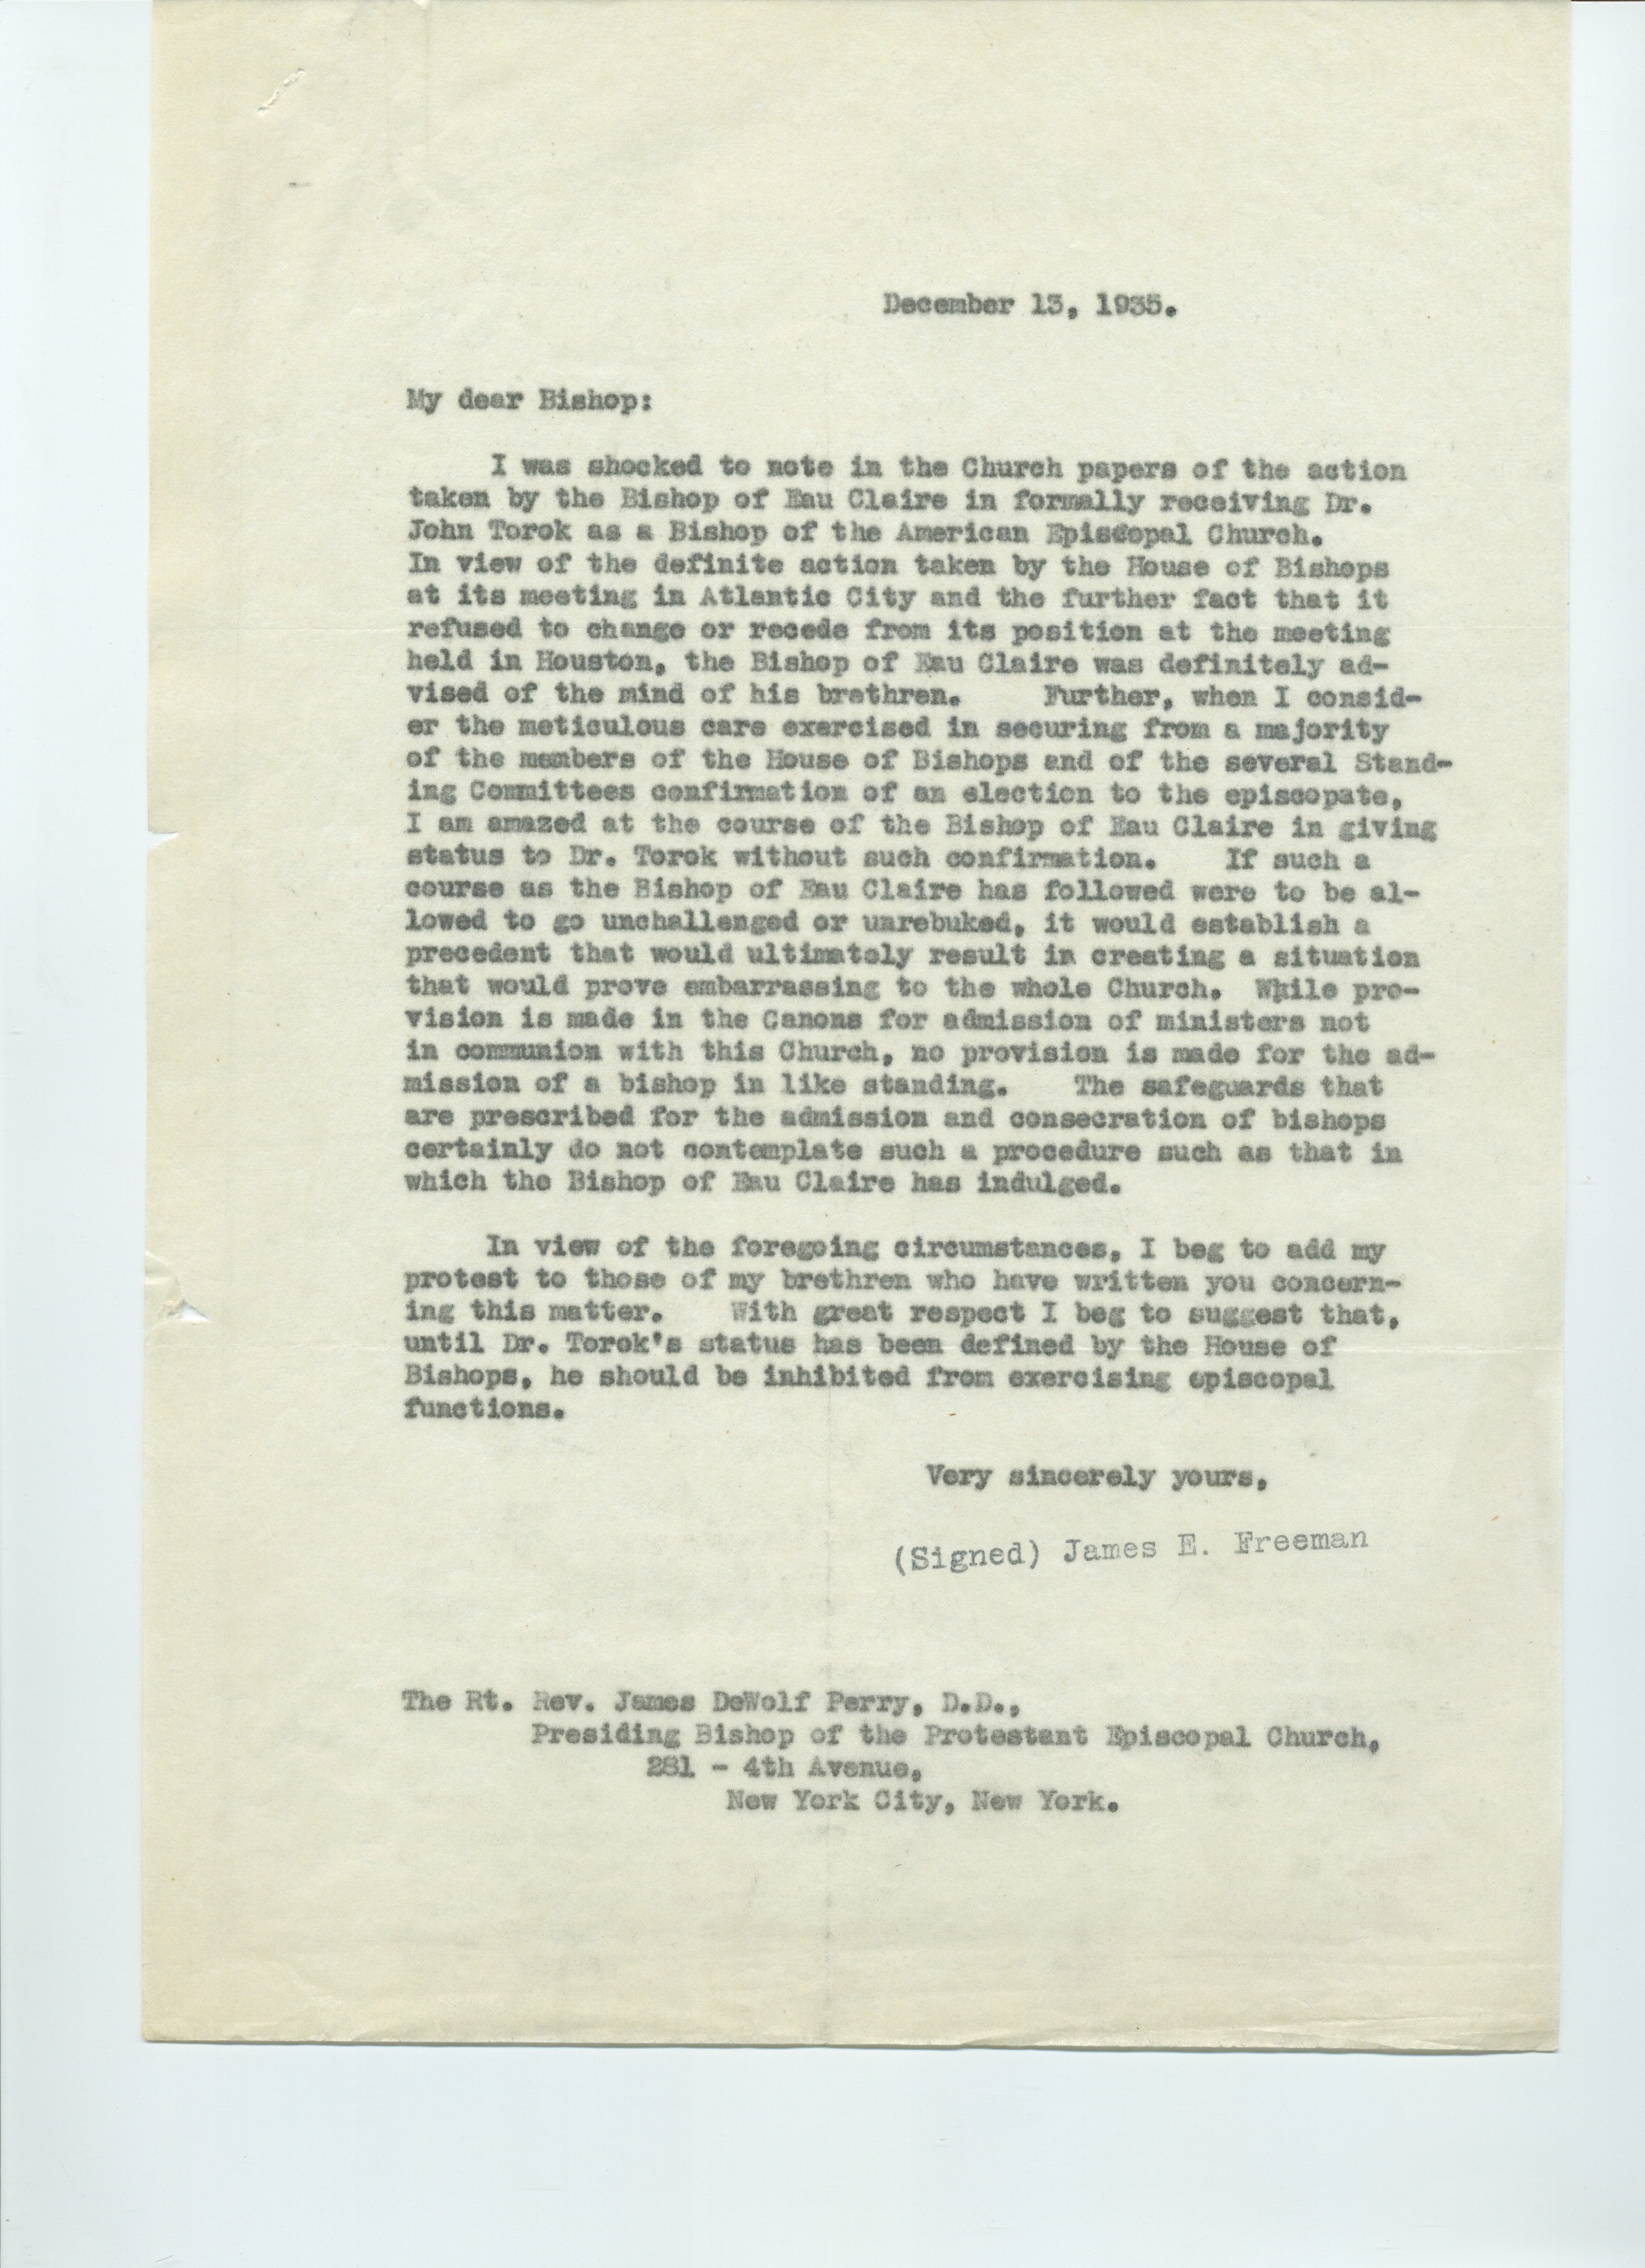 December 13, 1935.
My dear Bishop:
I was shocked to note in the Church papers of the action
taken by the Bishop of Eau Claire in formally receiving Dr.
John Torok as a Bishop of the American Episcopal Church.
In view of the definite action taken by the House of Bishops
at its meeting in Atlantic City and the further fact that it
refused to change or recede from its position at the meeting
held in Houston, the Bishop of Eau Claire was definitely ad-
vised of the mind of his brethren. Further, when I consid-
er the meticulous care exercised in securing from a majority
of the members of the House of Bishops and of the several Stand-
ing Committees confirmation of an election to the episcopate,
I am amazed at the course of the Bishop of Eau Claire in giving
status to Dr. Torok without such confirmation. If such a
course as the Bishop of Eau Claire has followed were to be al-
lowed to go unchallenged or unrebuked, it would establish a
precedent that would ultimately result in creating a situation
that would prove embarrassing to the whole Church. While pro-
vision is made in the Canons for admission of ministers not
in communion with this Church, no provision is made for the ad-
mission of a bishop in like standing. The safeguards that
are prescribed for the admission and consecration of bishops
certainly do not contemplate such a procedure such as that in
which the Bishop of Eau Claire has indulged.
In view of the foregoing circumstances, I beg to add my
protest to those of my brethren who have written you concern-
ing this matter. With great respect I beg to suggest that,
until Dr. Torok's status has been defined by the House of
Bishops, he should be inhibited from exercising episcopal
functions.
Very sincerely yours,
(Signed) James E. Freeman
The Rt. Rev. James DeWolf Perry, D.D.,
Presiding Bishop of the Protestant Episcopal Church,
281 - 4th Avenue,
New York City, New York.